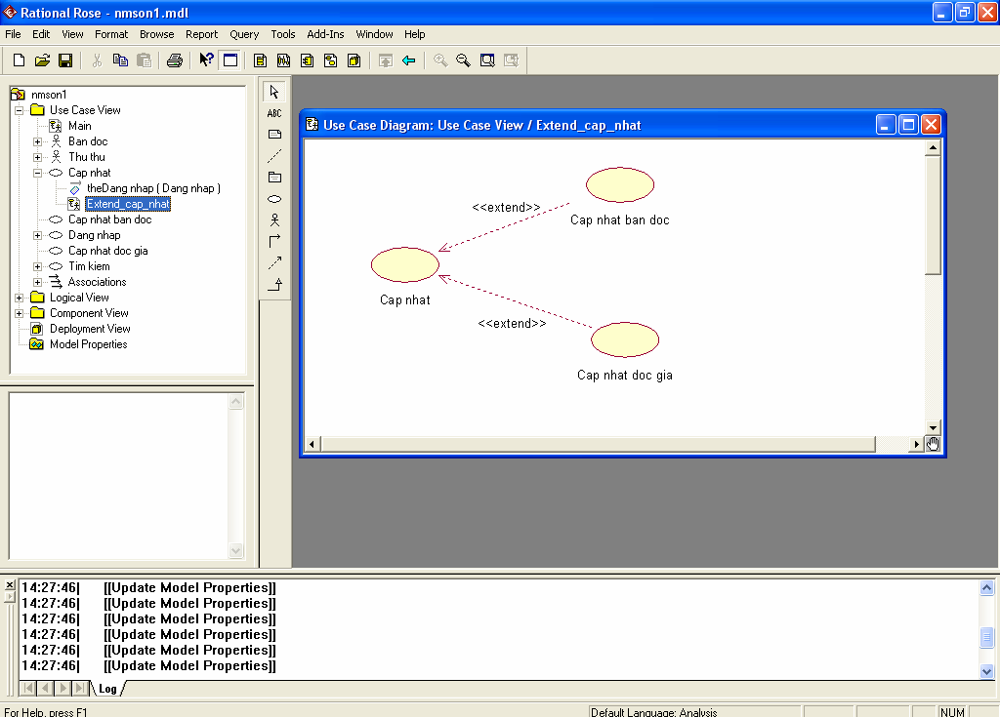 Rational Rose - nmson1.mdl
File Edit View Format Browse Report Query Tools Add-Ins Window Help
nmson1
Use Case View
Main
Ban doc
Thu thu
Cap nhat
theDang nhap ( Dang nhap )
Extend_cap_nhat
Cap nhat ban doc
Dang nhap
Cap nhat doc gia
Tim kiem
Associations
Logical View
Component View
Deployment View
Model Properties
ABC
Use Case Diagram: Use Case View / Extend_cap_nhat
<<extend>>
Cap nhat ban doc
Cap nhat
<<extend>>
Cap nhat doc gia
14:27:46| [[Update Model Properties]]
14:27:46| [[Update Model Properties]]
14:27:46| [[Update Model Properties]]
14:27:46| [[Update Model Properties]]
14:27:46| [[Update Model Properties]]
14:27:46| [[Update Model Properties]]
Log
For Help, press F1 Default Language: Analysis NUM